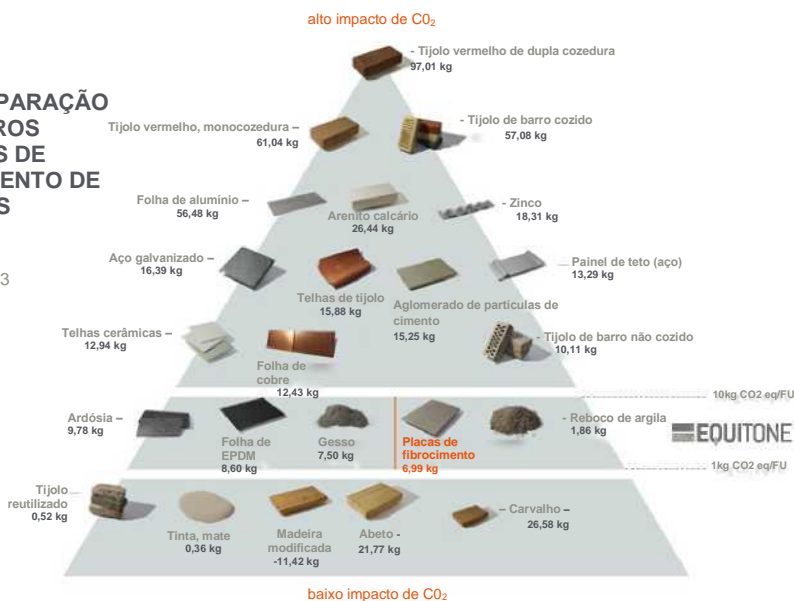 alto impacto de C0₂
- Tijolo vermelho de dupla cozedura
97,01 kg
PARAÇÃO
ROS
S DE
ENTO DE
S
3
Tijolo vermelho, monocozedura –
61,04 kg
- Tijolo de barro cozido
57,08 kg
Folha de alumínio –
56,48 kg
Arenito calcário
26,44 kg
- Zinco
18,31 kg
Aço galvanizado –
16,39 kg
Telhas de tijolo
15,88 kg
Aglomerado de partículas de
cimento
15,25 kg
Painel de teto (aço)
13,29 kg
Telhas cerâmicas –
12,94 kg
Folha de
cobre
12,43 kg
- Tijolo de barro não cozido
10,11 kg
10kg CO2 eq/FU
Ardósia –
9,78 kg
Folha de
EPDM
8,60 kg
Gesso
7,50 kg
Placas de
fibrocimento
6,99 kg
- Reboco de argila
1,86 kg
EQUITONE
1kg CO2 eq/FU
Tijolo
reutilizado
0,52 kg
Tinta, mate
0,36 kg
Madeira
modificada
-11,42 kg
Abeto -
21,77 kg
– Carvalho –
26,58 kg
baixo impacto de C0₂